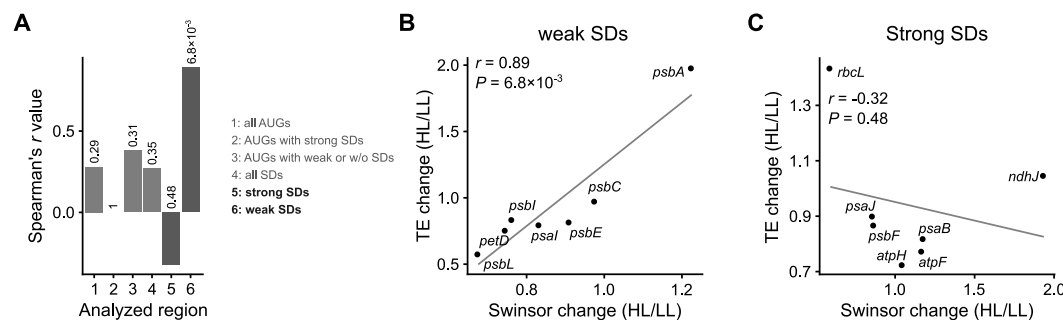 A
Spearman's r value
0.5
0.0
0.29
1
0.31
0.35
0.48
6.8×10⁻³
1 2 3 4 5 6
Analyzed region
1: all AUGs
2: AUGs with strong SDs
3: AUGs with weak or w/o SDs
4: all SDs
5: strong SDs
6: weak SDs
B
weak SDs
r = 0.89
P = 6.8×10⁻³
TE change (HL/LL)
2.0
1.5
1.0
0.5
psbA
psbC
psbI
petD
psaI
psbE
psbL
0.8 1.0 1.2
Swinsor change (HL/LL)
C
Strong SDs
rbcL
r = -0.32
P = 0.48
TE change (HL/LL)
1.3
1.1
0.9
0.7
ndhJ
psaJ
psbF
psaB
atpH
atpF
1.0 1.5 2.0
Swinsor change (HL/LL)